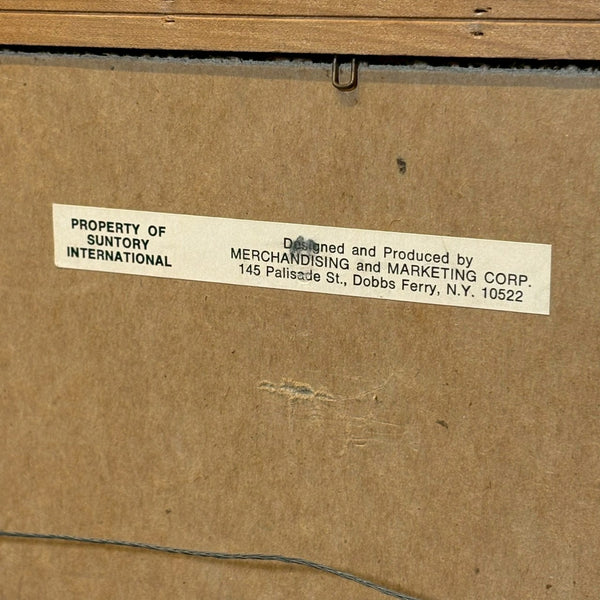 PROPERTY OF
SUNTORY
INTERNATIONAL
Designed and Produced by
MERCHANDISING and MARKETING CORP.
145 Palisade St., Dobbs Ferry, N.Y. 10522